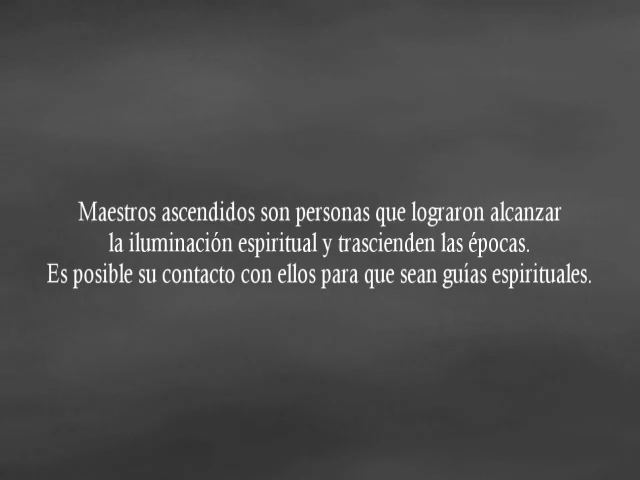 Maestros ascendidos son personas que lograron alcanzar
la iluminación espiritual y trascienden las épocas.
Es posible su contacto con ellos para que sean guías espirituales.